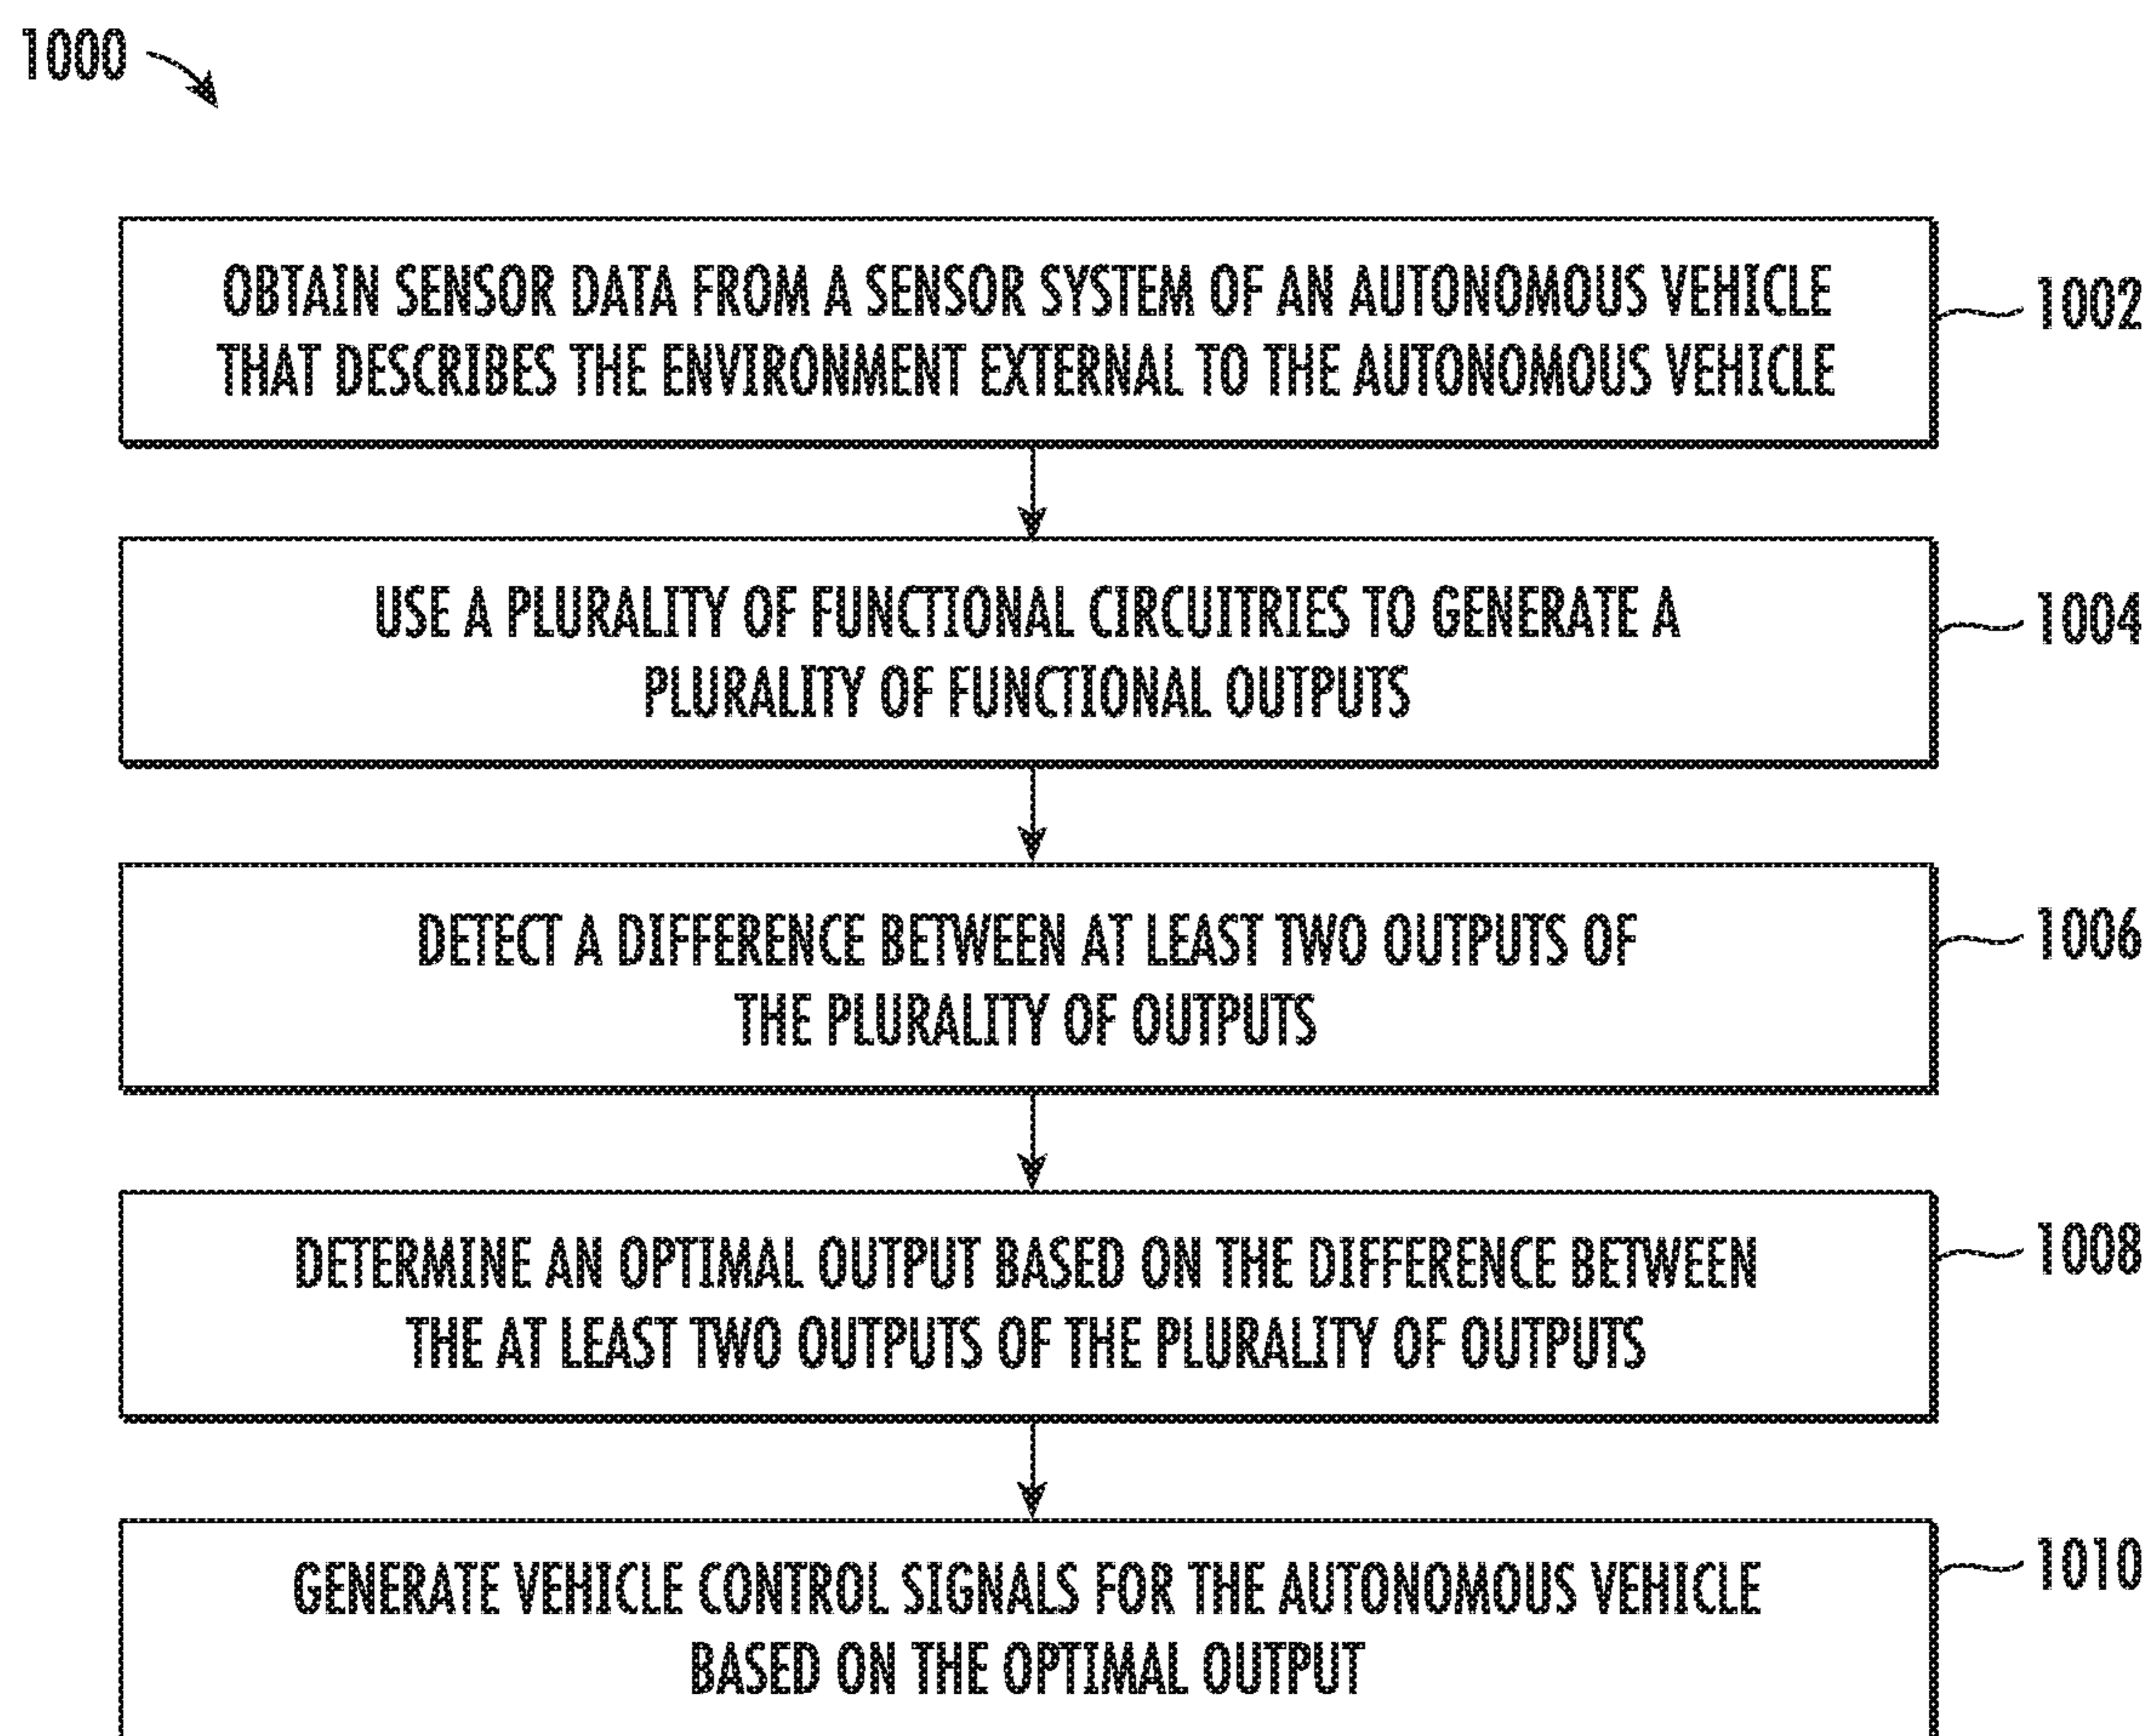 1000
OBTAIN SENSOR DATA FROM A SENSOR SYSTEM OF AN AUTONOMOUS VEHICLE
THAT DESCRIBES THE ENVIRONMENT EXTERNAL TO THE AUTONOMOUS VEHICLE
1002
USE A PLURALITY OF FUNCTIONAL CIRCUITRIES TO GENERATE A
PLURALITY OF FUNCTIONAL OUTPUTS
1004
DETECT A DIFFERENCE BETWEEN AT LEAST TWO OUTPUTS OF
THE PLURALITY OF OUTPUTS
1006
DETERMINE AN OPTIMAL OUTPUT BASED ON THE DIFFERENCE BETWEEN
THE AT LEAST TWO OUTPUTS OF THE PLURALITY OF OUTPUTS
1008
GENERATE VEHICLE CONTROL SIGNALS FOR THE AUTONOMOUS VEHICLE
BASED ON THE OPTIMAL OUTPUT
1010